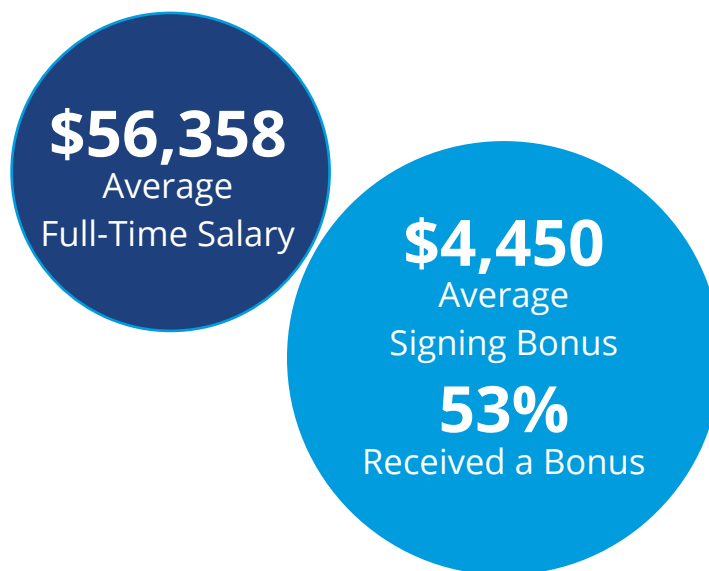 $56,358
Average
Full-Time Salary
$4,450
Average
Signing Bonus
53%
Received a Bonus